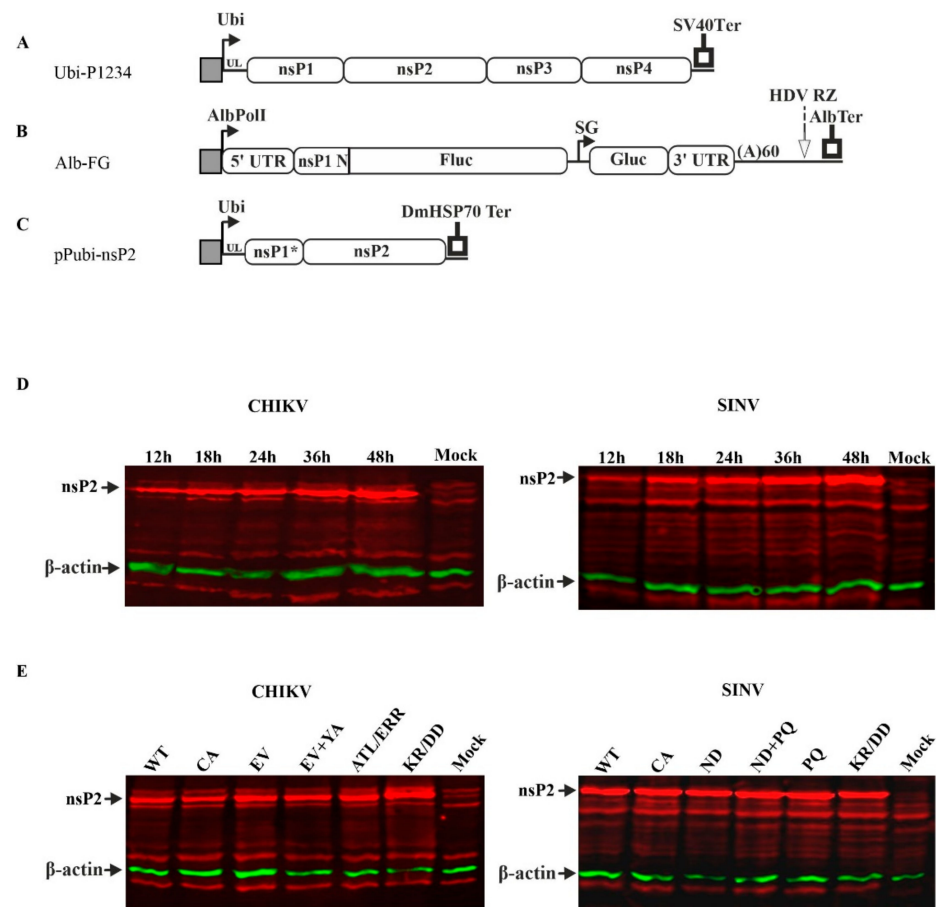 A
Ubi-P1234
Ubi
SV40Ter
UL
nsP1
nsP2
nsP3
nsP4
B
Alb-FG
AlbPolI
SG
HDV RZ
AlbTer
5' UTR
nsP1 N
Fluc
Gluc
3' UTR
(A)60
C
pPubi-nsP2
Ubi
DmHSP70 Ter
UL
nsP1*
nsP2
D
CHIKV
12h 18h 24h 36h 48h Mock
nsP2
β-actin
SINV
12h 18h 24h 36h 48h Mock
nsP2
β-actin
E
CHIKV
WT CA EV EV+YA ATL/ERR KR/DD Mock
nsP2
β-actin
SINV
WT CA ND ND+PQ PQ KR/DD Mock
nsP2
β-actin